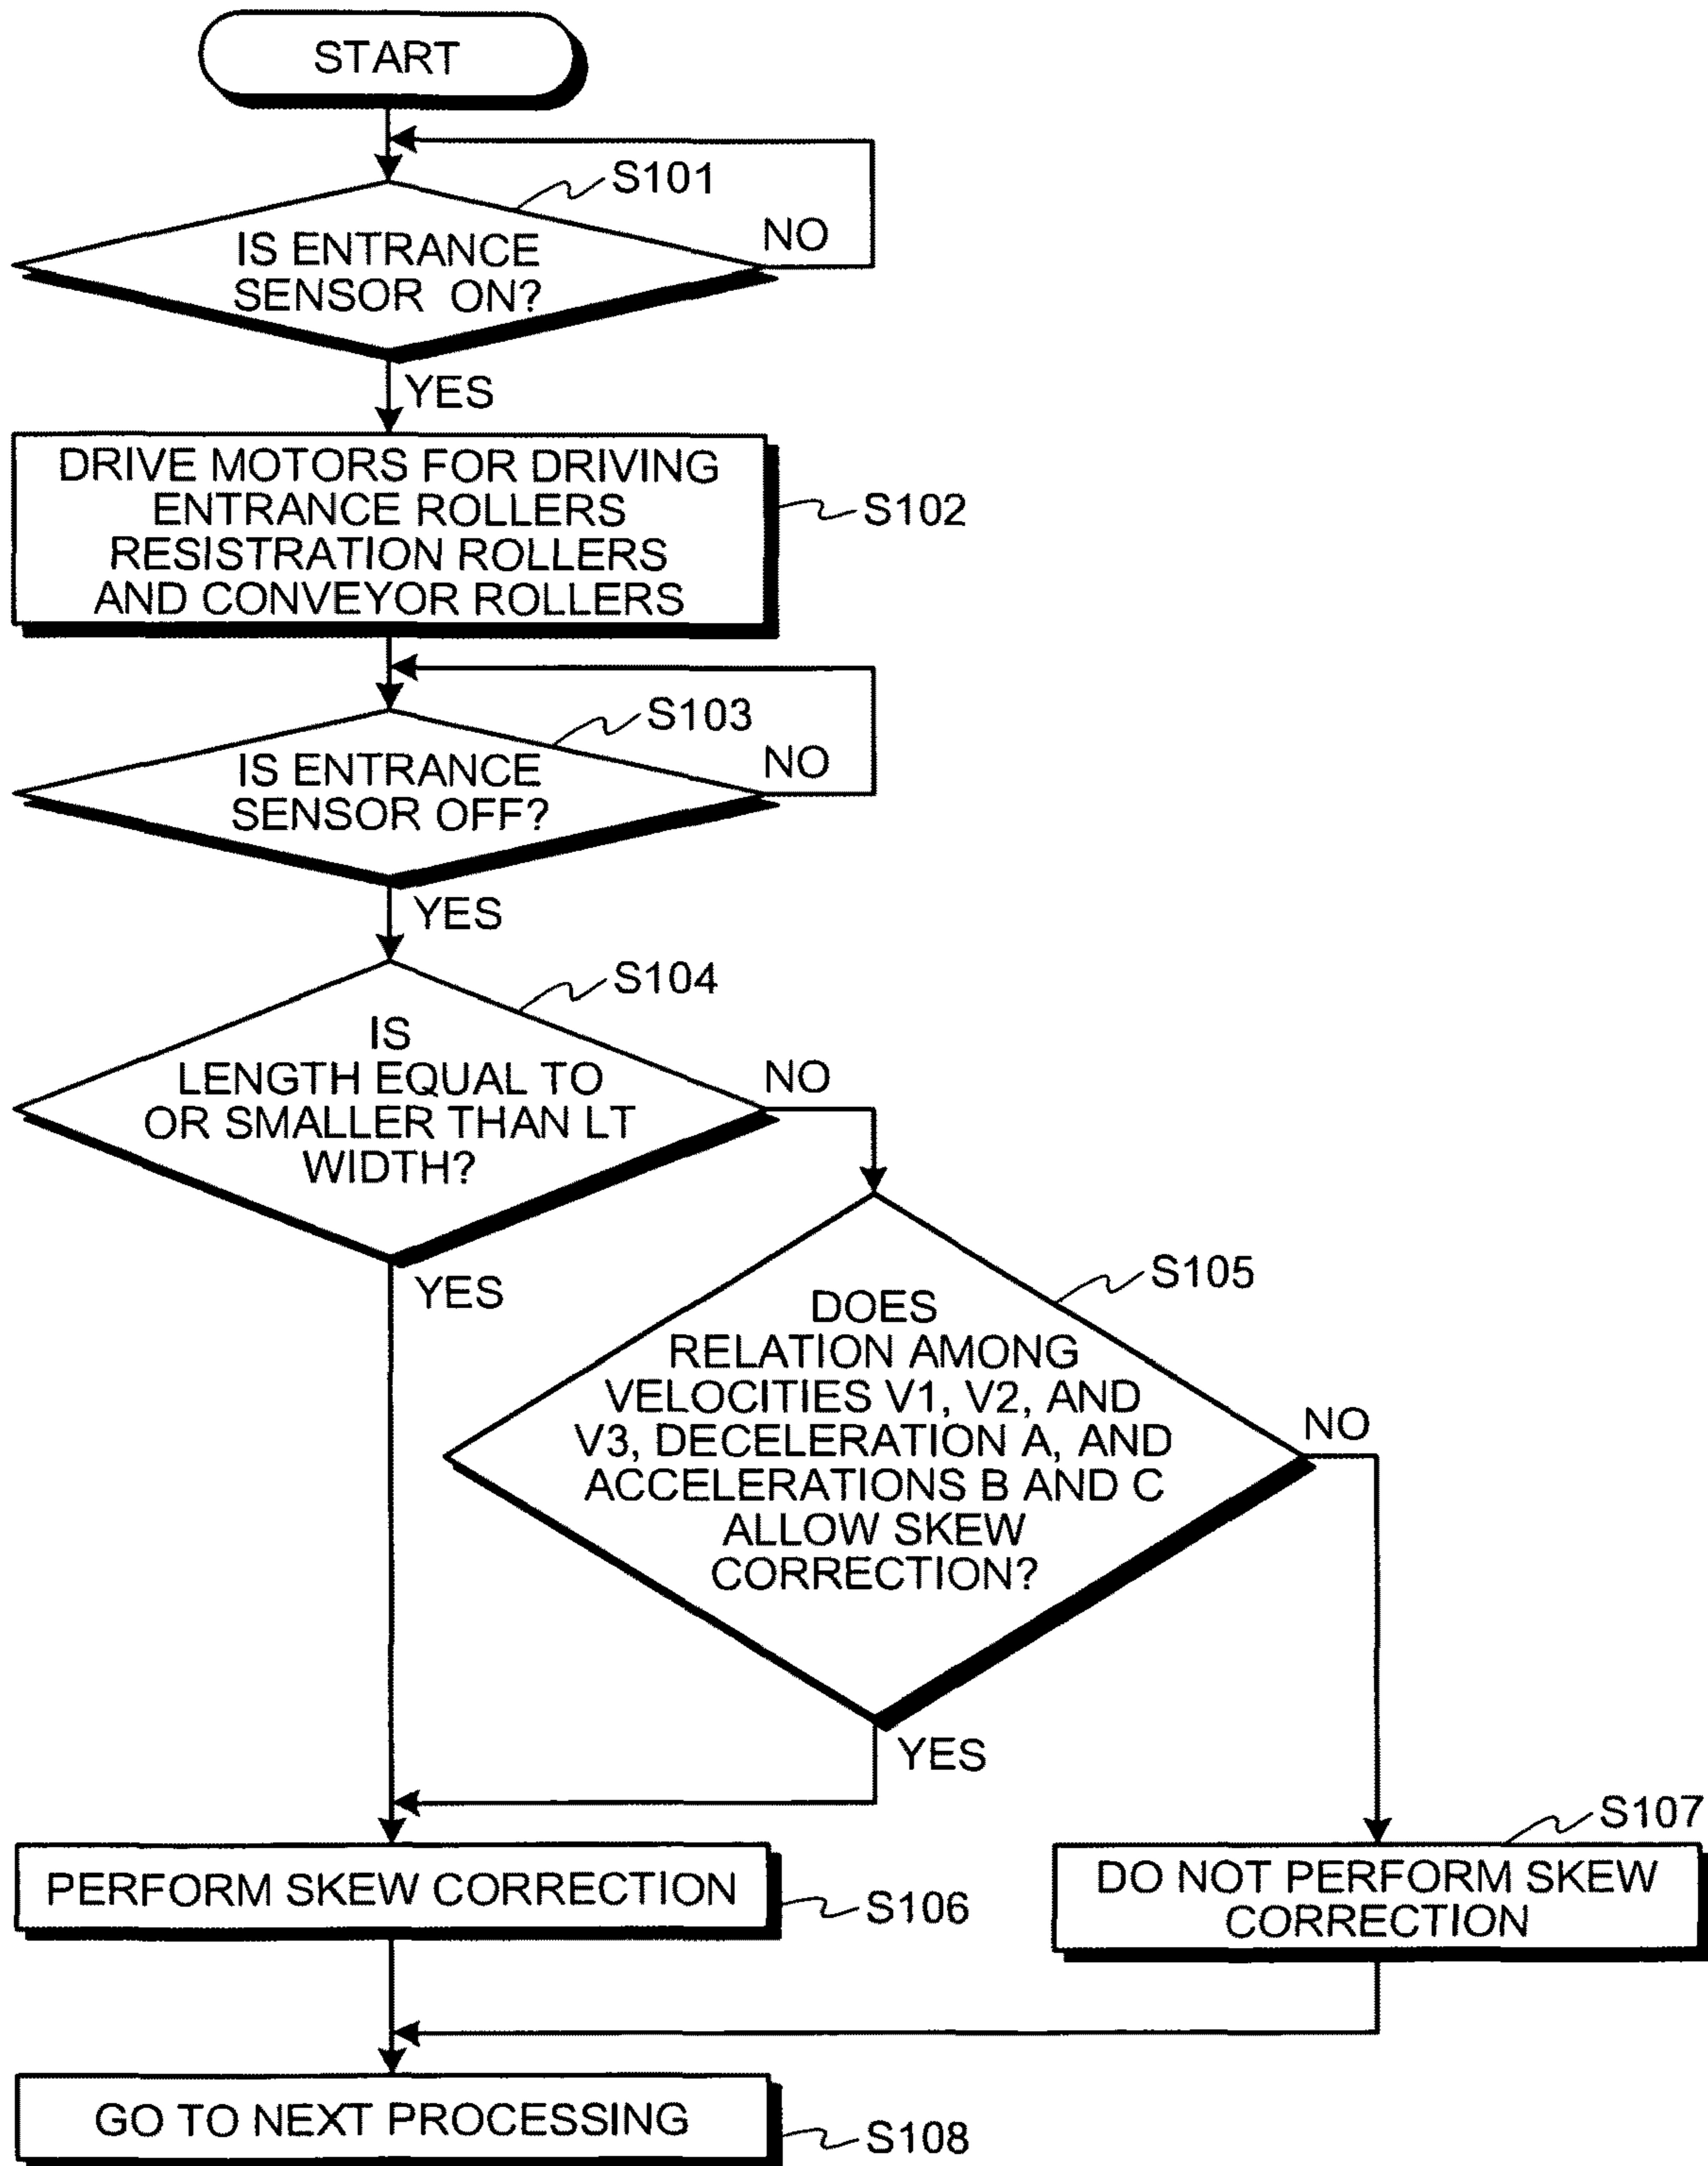 START
S101
IS ENTRANCE
SENSOR ON?
NO
YES
DRIVE MOTORS FOR DRIVING
ENTRANCE ROLLERS
RESISTRATION ROLLERS
AND CONVEYOR ROLLERS
S102
S103
IS ENTRANCE
SENSOR OFF?
NO
YES
S104
IS
LENGTH EQUAL TO
OR SMALLER THAN LT
WIDTH?
NO
YES
S105
DOES
RELATION AMONG
VELOCITIES V1, V2, AND
V3, DECELERATION A, AND
ACCELERATIONS B AND C
ALLOW SKEW
CORRECTION?
NO
YES
PERFORM SKEW CORRECTION
S106
S107
DO NOT PERFORM SKEW
CORRECTION
GO TO NEXT PROCESSING
S108